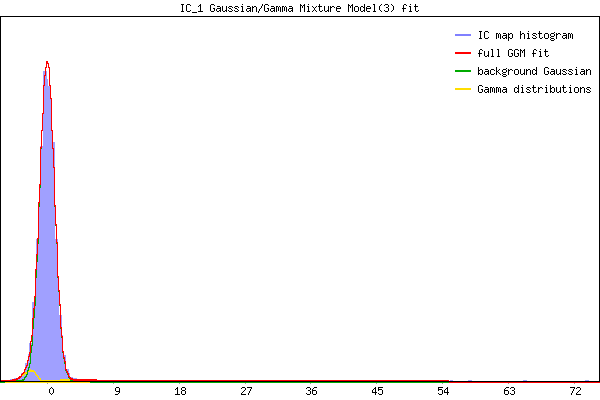 IC_1 Gaussian/Gamma Mixture Model(3) fit
IC map histogram
full GGM fit
background Gaussian
Gamma distributions
0 9 18 27 36 45 54 63 72